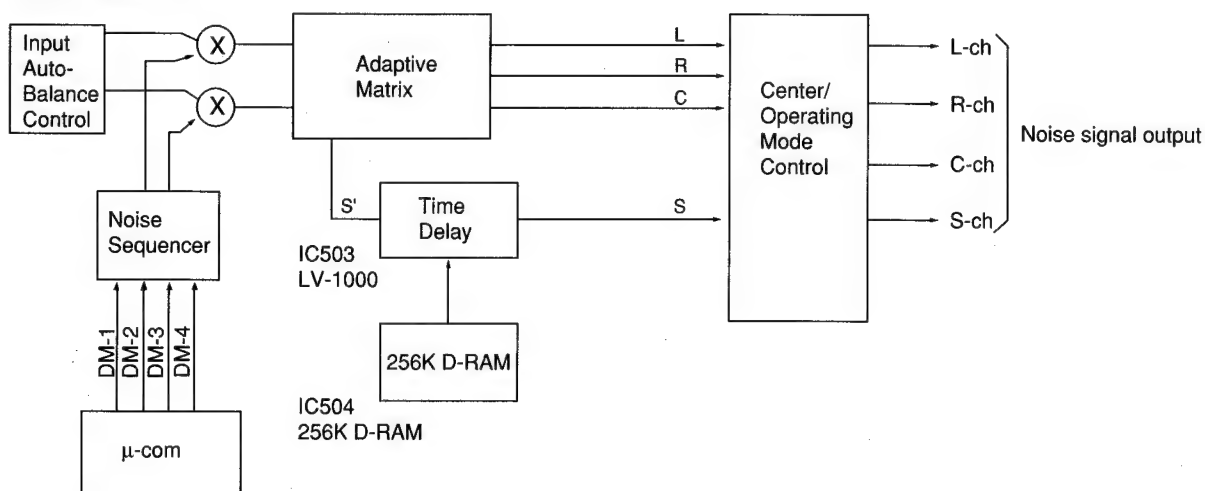 Input
Auto-
Balance
Control
X
X
Adaptive
Matrix
L
R
C
Center/
Operating
Mode
Control
L-ch
R-ch
C-ch
S-ch
Noise signal output
Noise
Sequencer
S'
Time
Delay
S
IC503
LV-1000
DM-1
DM-2
DM-3
DM-4
256K D-RAM
IC504
256K D-RAM
μ-com